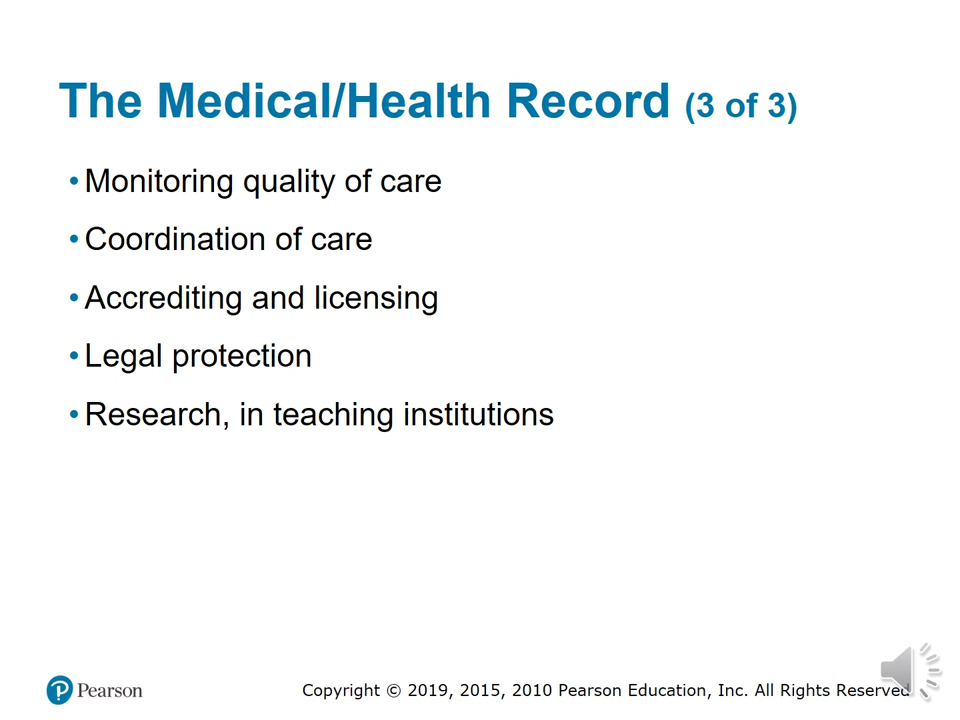 The Medical/Health Record (3 of 3)
• Monitoring quality of care
• Coordination of care
• Accrediting and licensing
• Legal protection
• Research, in teaching institutions
Pearson
Copyright © 2019, 2015, 2010 Pearson Education, Inc. All Rights Reserved